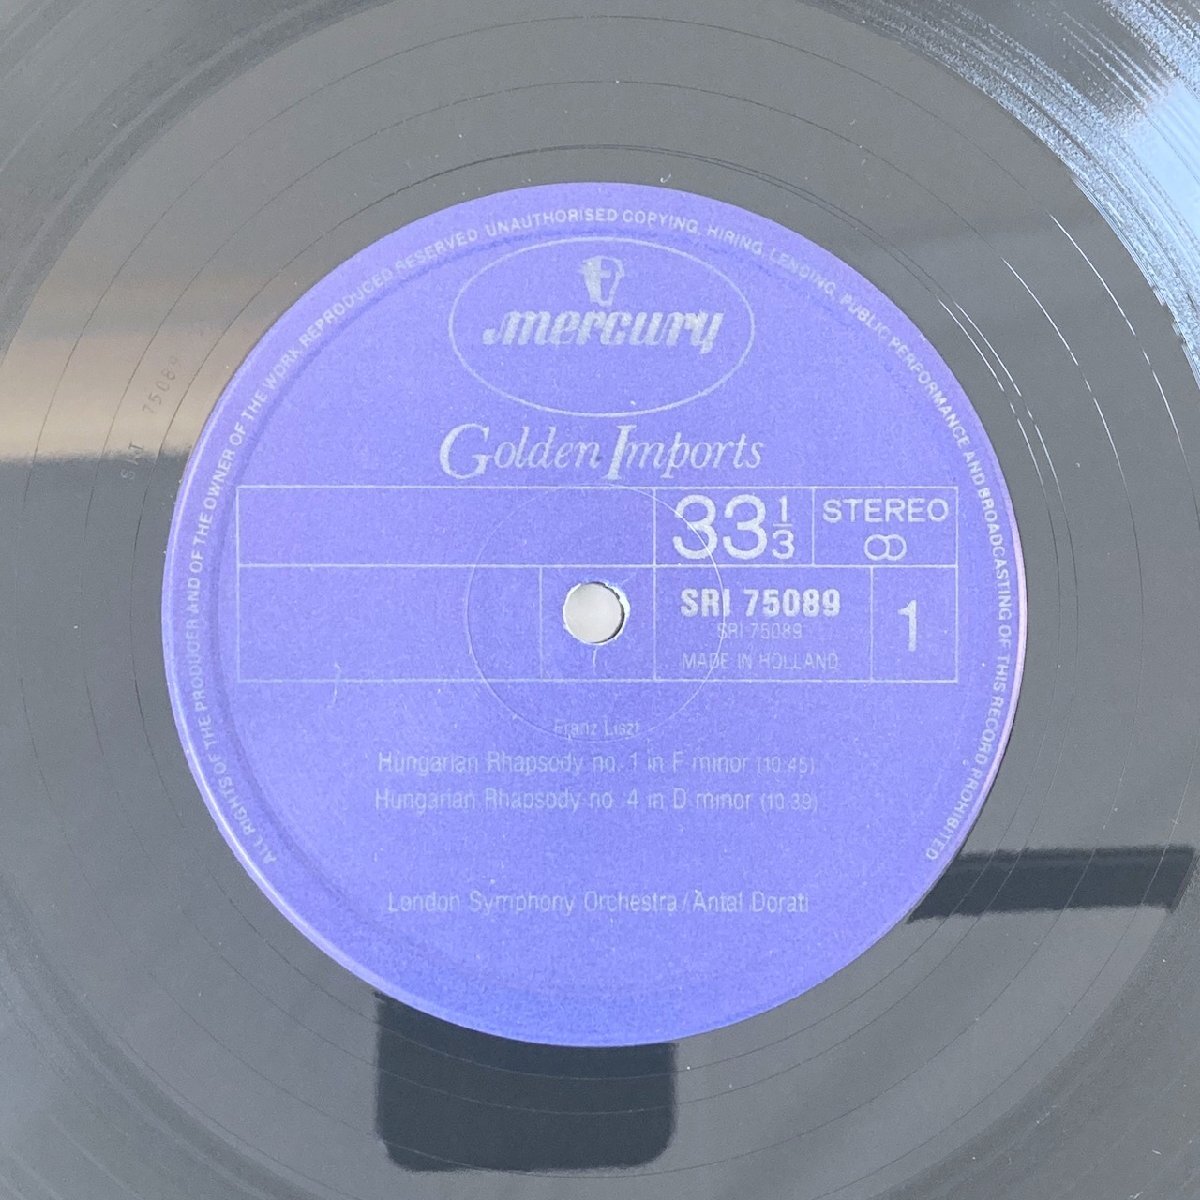 ALL RIGHTS OF THE PRODUCER AND OF THE OWNER OF THE WORK REPRODUCED RESERVED UNAUTHORISED COPYING, HIRING, LENDING, PUBLIC PERFORMANCE AND BROADCASTING OF THIS RECORD PROHIBITED
mercury
Golden Imports
33 1/3
STEREO
SRI 75089
SRI 75089
MADE IN HOLLAND
1
Franz Liszt
Hungarian Rhapsody no. 1 in F minor (10:45)
Hungarian Rhapsody no. 4 in D minor (10:39)
London Symphony Orchestra / Antal Dorati
75089